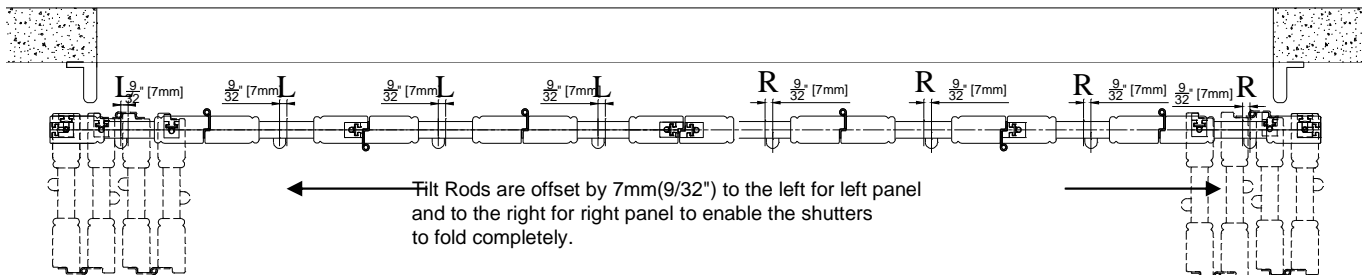 L 9/32" [7mm] 9/32" [7mm] L 9/32" [7mm] L 9/32" [7mm] L R 9/32" [7mm] R 9/32" [7mm] R 9/32" [7mm] 9/32" [7mm] R
Tilt Rods are offset by 7mm(9/32") to the left for left panel
and to the right for right panel to enable the shutters
to fold completely.